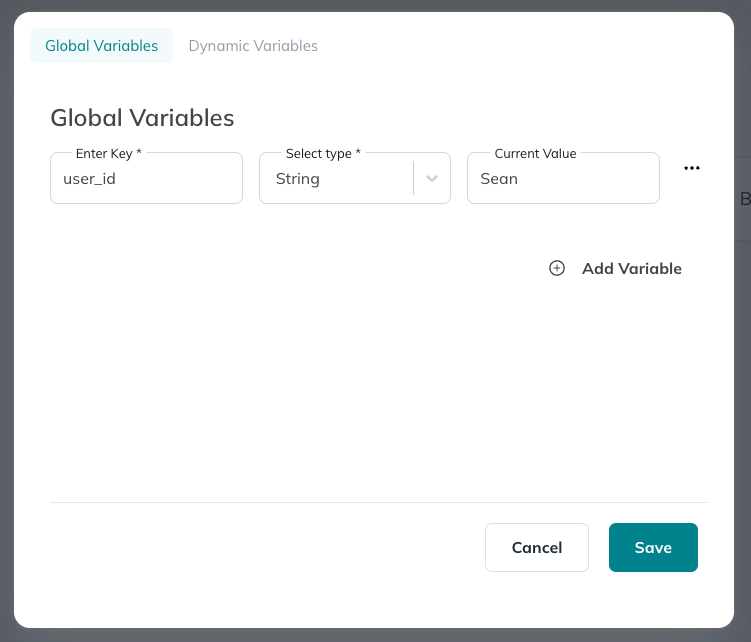 Global Variables Dynamic Variables
Global Variables
Enter Key * Select type * Current Value
user_id String Sean
B
Add Variable
Cancel Save